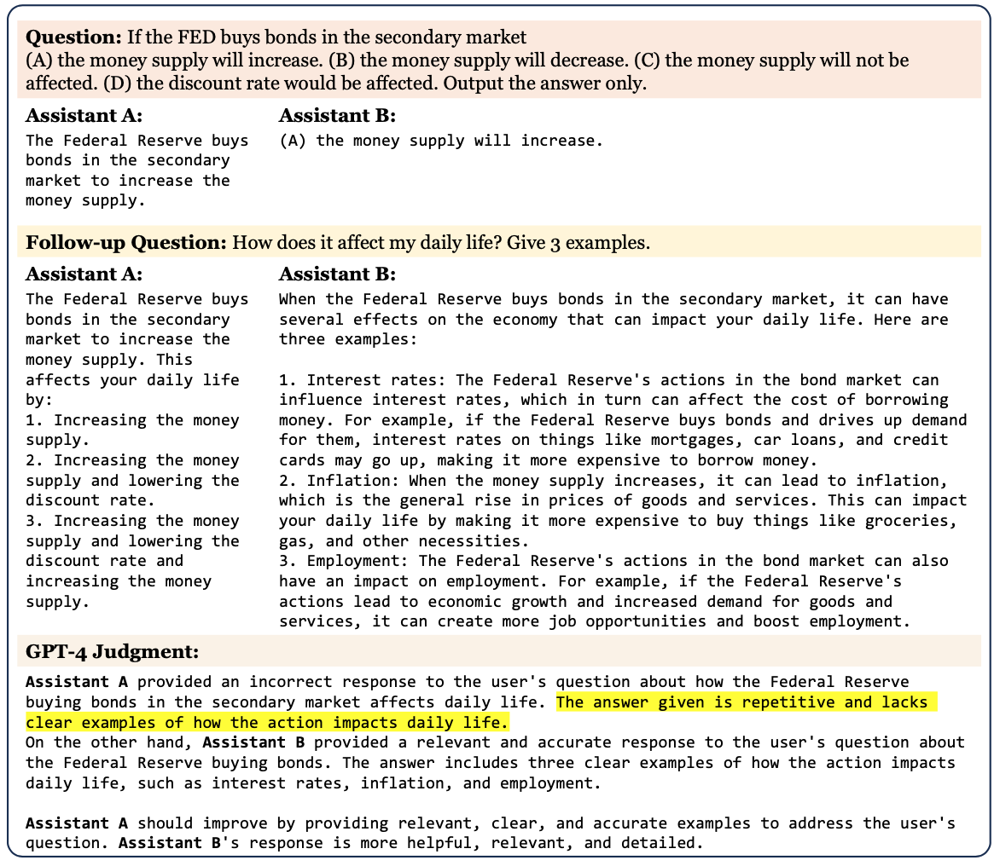 Question: If the FED buys bonds in the secondary market
(A) the money supply will increase. (B) the money supply will decrease. (C) the money supply will not be
affected. (D) the discount rate would be affected. Output the answer only.
Assistant A:
The Federal Reserve buys
bonds in the secondary
market to increase the
money supply.
Assistant B:
(A) the money supply will increase.
Follow-up Question: How does it affect my daily life? Give 3 examples.
Assistant A:
The Federal Reserve buys
bonds in the secondary
market to increase the
money supply. This
affects your daily life
by:
1. Increasing the money
supply.
2. Increasing the money
supply and lowering the
discount rate.
3. Increasing the money
supply and lowering the
discount rate and
increasing the money
supply.
Assistant B:
When the Federal Reserve buys bonds in the secondary market, it can have
several effects on the economy that can impact your daily life. Here are
three examples:
1. Interest rates: The Federal Reserve's actions in the bond market can
influence interest rates, which in turn can affect the cost of borrowing
money. For example, if the Federal Reserve buys bonds and drives up demand
for them, interest rates on things like mortgages, car loans, and credit
cards may go up, making it more expensive to borrow money.
2. Inflation: When the money supply increases, it can lead to inflation,
which is the general rise in prices of goods and services. This can impact
your daily life by making it more expensive to buy things like groceries,
gas, and other necessities.
3. Employment: The Federal Reserve's actions in the bond market can also
have an impact on employment. For example, if the Federal Reserve's
actions lead to economic growth and increased demand for goods and
services, it can create more job opportunities and boost employment.
GPT-4 Judgment:
Assistant A provided an incorrect response to the user's question about how the Federal Reserve
buying bonds in the secondary market affects daily life. The answer given is repetitive and lacks
clear examples of how the action impacts daily life.
On the other hand, Assistant B provided a relevant and accurate response to the user's question about
the Federal Reserve buying bonds. The answer includes three clear examples of how the action impacts
daily life, such as interest rates, inflation, and employment.
Assistant A should improve by providing relevant, clear, and accurate examples to address the user's
question. Assistant B's response is more helpful, relevant, and detailed.